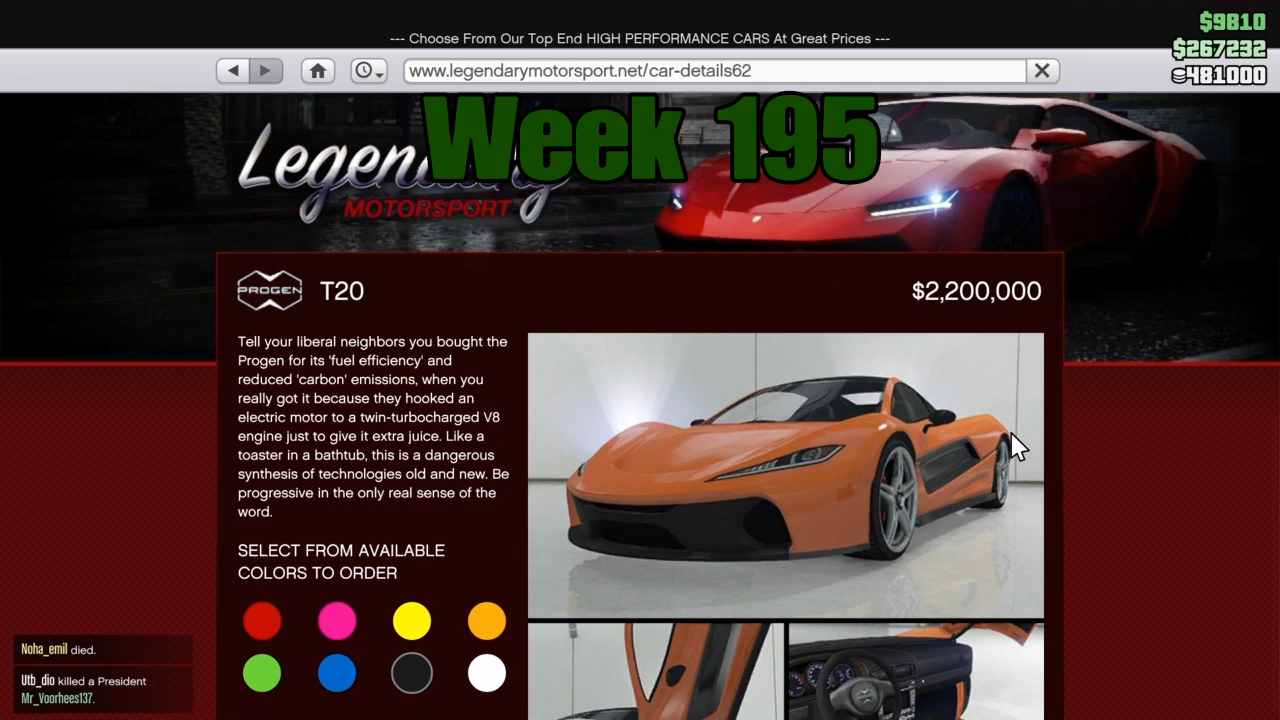 --- Choose From Our Top End HIGH PERFORMANCE CARS At Great Prices ---
$9810
$267232
481000
www.legendarymotorsport.net/car-details62
Week 195
Legendary
MOTORSPORT
PROGEN
T20
$2,200,000
Tell your liberal neighbors you bought the
Progen for its 'fuel efficiency' and
reduced 'carbon' emissions, when you
really got it because they hooked an
electric motor to a twin-turbocharged V8
engine just to give it extra juice. Like a
toaster in a bathtub, this is a dangerous
synthesis of technologies old and new. Be
progressive in the only real sense of the
word.
SELECT FROM AVAILABLE
COLORS TO ORDER
Noha_emil died.
Utb_dio killed a President
Mr_Voorhees137.